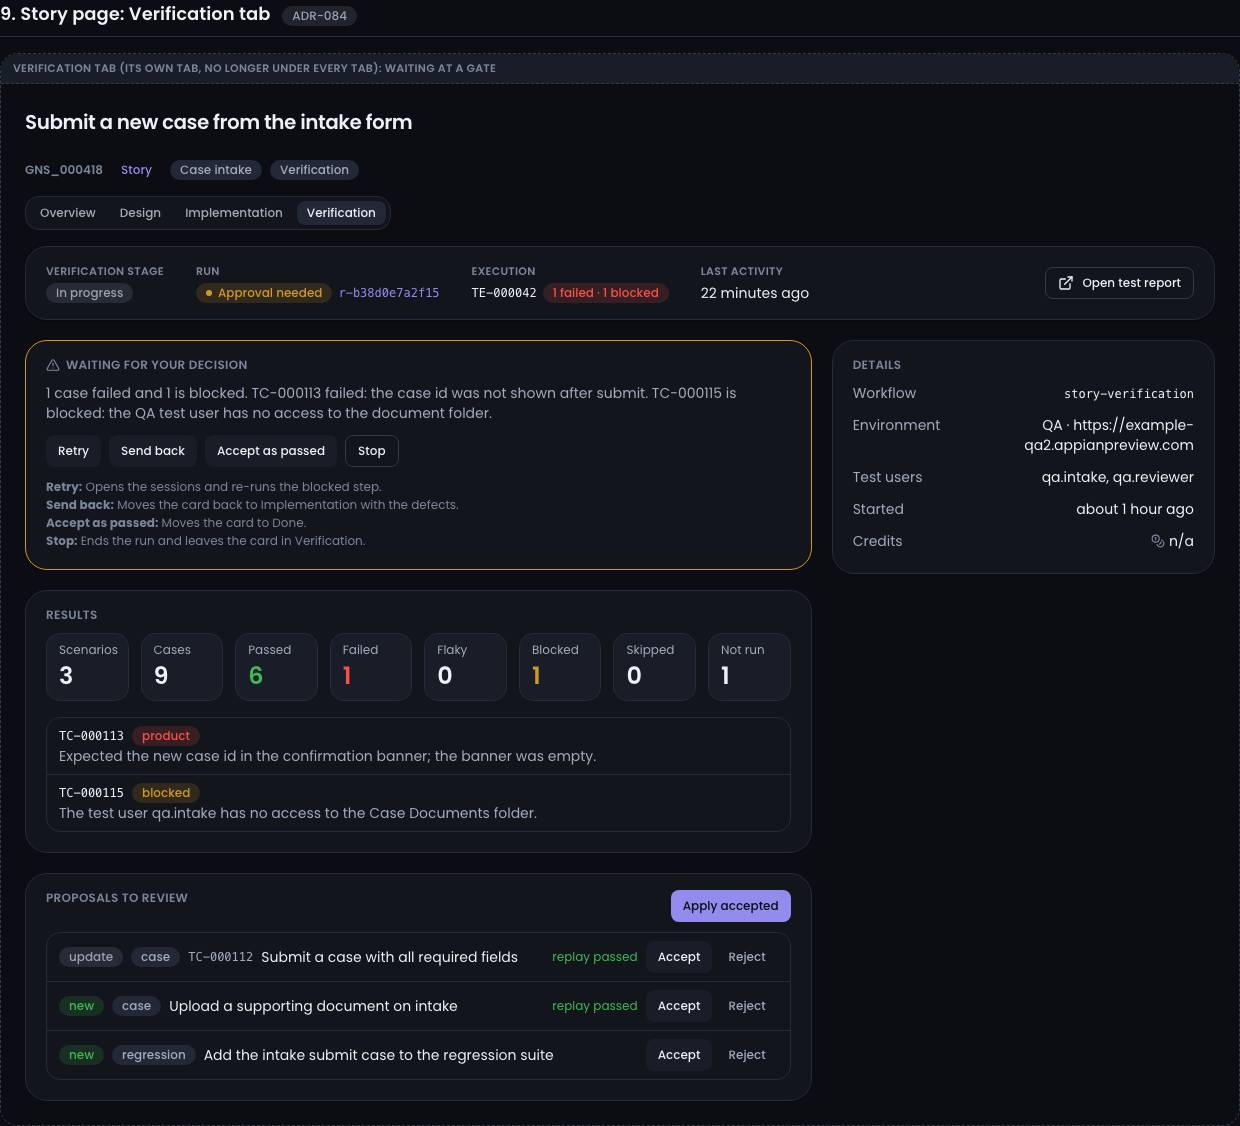 9. Story page: Verification tab ADR-084
VERIFICATION TAB (ITS OWN TAB, NO LONGER UNDER EVERY TAB): WAITING AT A GATE
Submit a new case from the intake form
GNS_000418 Story Case intake Verification
Overview Design Implementation Verification
VERIFICATION STAGE RUN EXECUTION LAST ACTIVITY
In progress Approval needed r-b38d0e7a2f15 TE-000042 1 failed · 1 blocked 22 minutes ago Open test report
WAITING FOR YOUR DECISION
1 case failed and 1 is blocked. TC-000113 failed: the case id was not shown after submit. TC-000115 is
blocked: the QA test user has no access to the document folder.
Retry Send back Accept as passed Stop
Retry: Opens the sessions and re-runs the blocked step.
Send back: Moves the card back to Implementation with the defects.
Accept as passed: Moves the card to Done.
Stop: Ends the run and leaves the card in Verification.
DETAILS
Workflow story-verification
Environment QA · https://example-
qa2.appianpreview.com
Test users qa.intake, qa.reviewer
Started about 1 hour ago
Credits n/a
RESULTS
Scenarios Cases Passed Failed Flaky Blocked Skipped Not run
3 9 6 1 0 1 0 1
TC-000113 product
Expected the new case id in the confirmation banner; the banner was empty.
TC-000115 blocked
The test user qa.intake has no access to the Case Documents folder.
PROPOSALS TO REVIEW Apply accepted
update case TC-000112 Submit a case with all required fields replay passed Accept Reject
new case Upload a supporting document on intake replay passed Accept Reject
new regression Add the intake submit case to the regression suite Accept Reject